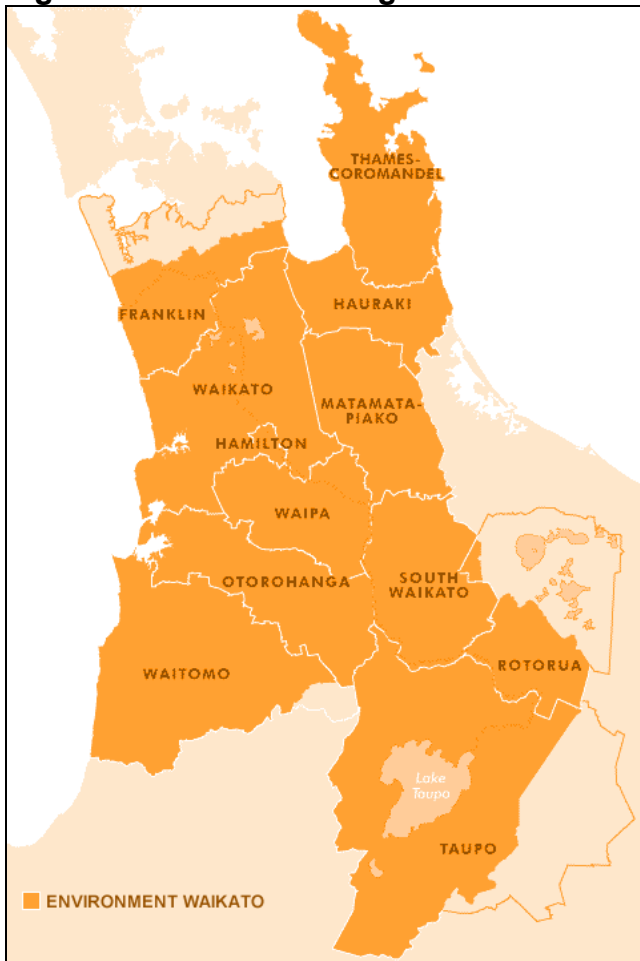 THAMES-
COROMANDEL
HAURAKI
FRANKLIN
WAIKATO
MATAMATA-
PIAKO
HAMILTON
WAIPA
OTOROHANGA
SOUTH
WAIKATO
ROTORUA
WAITOMO
Lake
Taupo
TAUPO
ENVIRONMENT WAIKATO